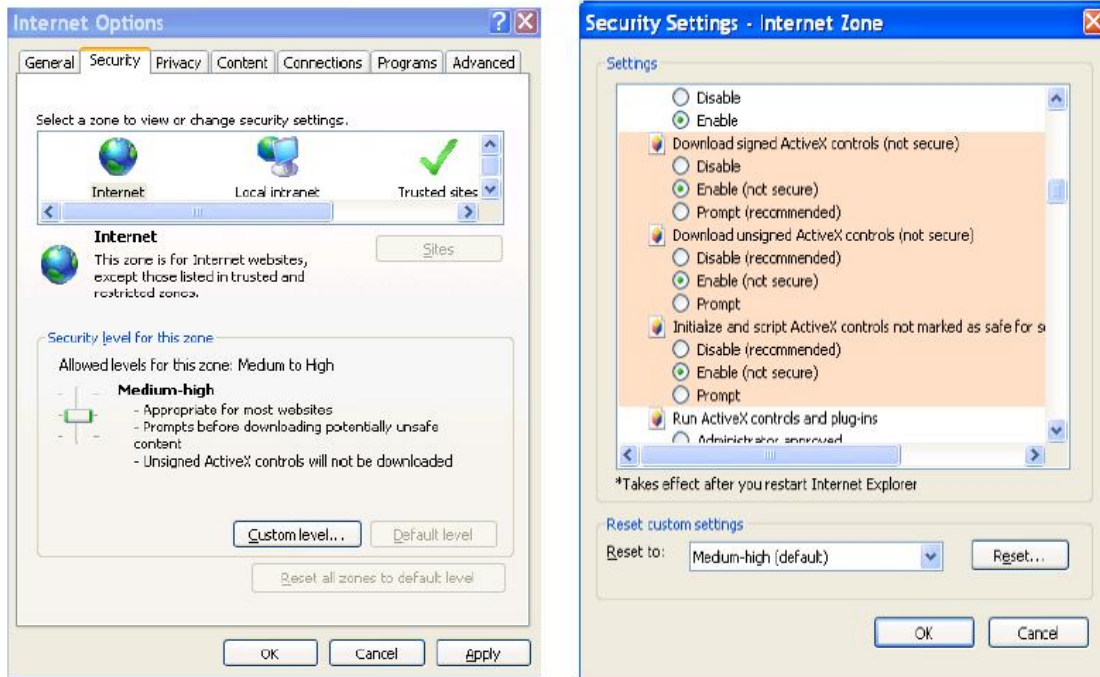 Internet Options
General Security Privacy Content Connections Programs Advanced
Select a zone to view or change security settings.
Internet Local intranet Trusted sites
Internet
This zone is for Internet websites,
except those listed in trusted and
restricted zones.
Sites
Security level for this zone
Allowed levels for this zone: Medium to High
Medium-high
- Appropriate for most websites
- Prompts before downloading potentially unsafe
content
- Unsigned ActiveX controls will not be downloaded
Custom level... Default level
Reset all zones to default level
OK Cancel Apply
Security Settings - Internet Zone
Settings
Disable
Enable
Download signed ActiveX controls (not secure)
Disable
Enable (not secure)
Prompt (recommended)
Download unsigned ActiveX controls (not secure)
Disable (recommended)
Enable (not secure)
Prompt
Initialize and script ActiveX controls not marked as safe for s
Disable (recommended)
Enable (not secure)
Prompt
Run ActiveX controls and plug-ins
Administrator approved
*Takes effect after you restart Internet Explorer
Reset custom settings
Reset to: Medium-high (default) Reset...
OK Cancel